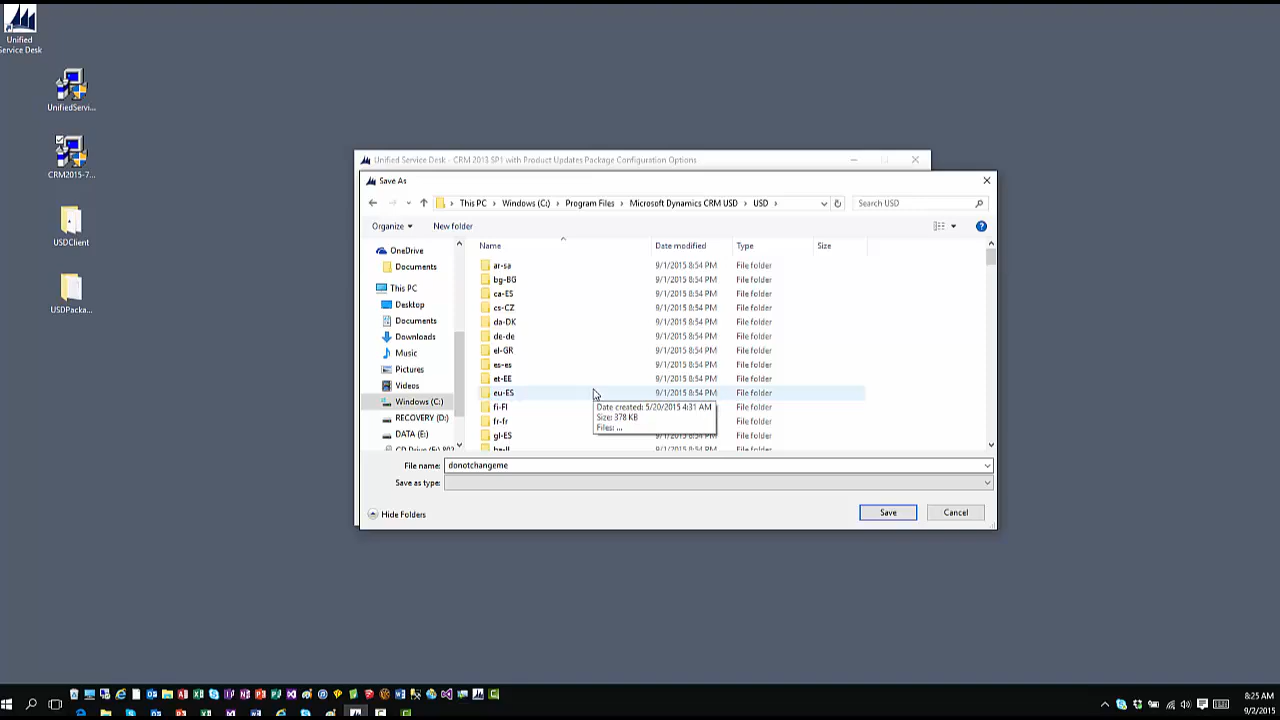 Unified
Service Desk
UnifiedServi...
CRM2015-7...
USDClient
USDPacka...
Unified Service Desk - CRM 2013 SP1 with Product Updates Package Configuration Options
Save As
This PC > Windows (C:) > Program Files > Microsoft Dynamics CRM USD > USD >
Search USD
Organize
New folder
Name Date modified Type Size
OneDrive
Documents
This PC
Desktop
Documents
Downloads
Music
Pictures
Videos
Windows (C:)
RECOVERY (D:)
DATA (E:)
ar-sa 9/1/2015 8:54 PM File folder
bg-BG 9/1/2015 8:54 PM File folder
ca-ES 9/1/2015 8:54 PM File folder
cs-CZ 9/1/2015 8:54 PM File folder
da-DK 9/1/2015 8:54 PM File folder
de-de 9/1/2015 8:54 PM File folder
el-GR 9/1/2015 8:54 PM File folder
es-es 9/1/2015 8:54 PM File folder
et-EE 9/1/2015 8:54 PM File folder
eu-ES 9/1/2015 8:54 PM File folder
fi-FI File folder
fr-fr File folder
gl-ES 9/1/2015 8:54 PM File folder
Date created: 5/20/2015 4:31 AM
Size: 378 KB
Files: ...
File name: donotchangeme
Save as type:
Hide Folders
Save
Cancel
8:25 AM
9/2/2015